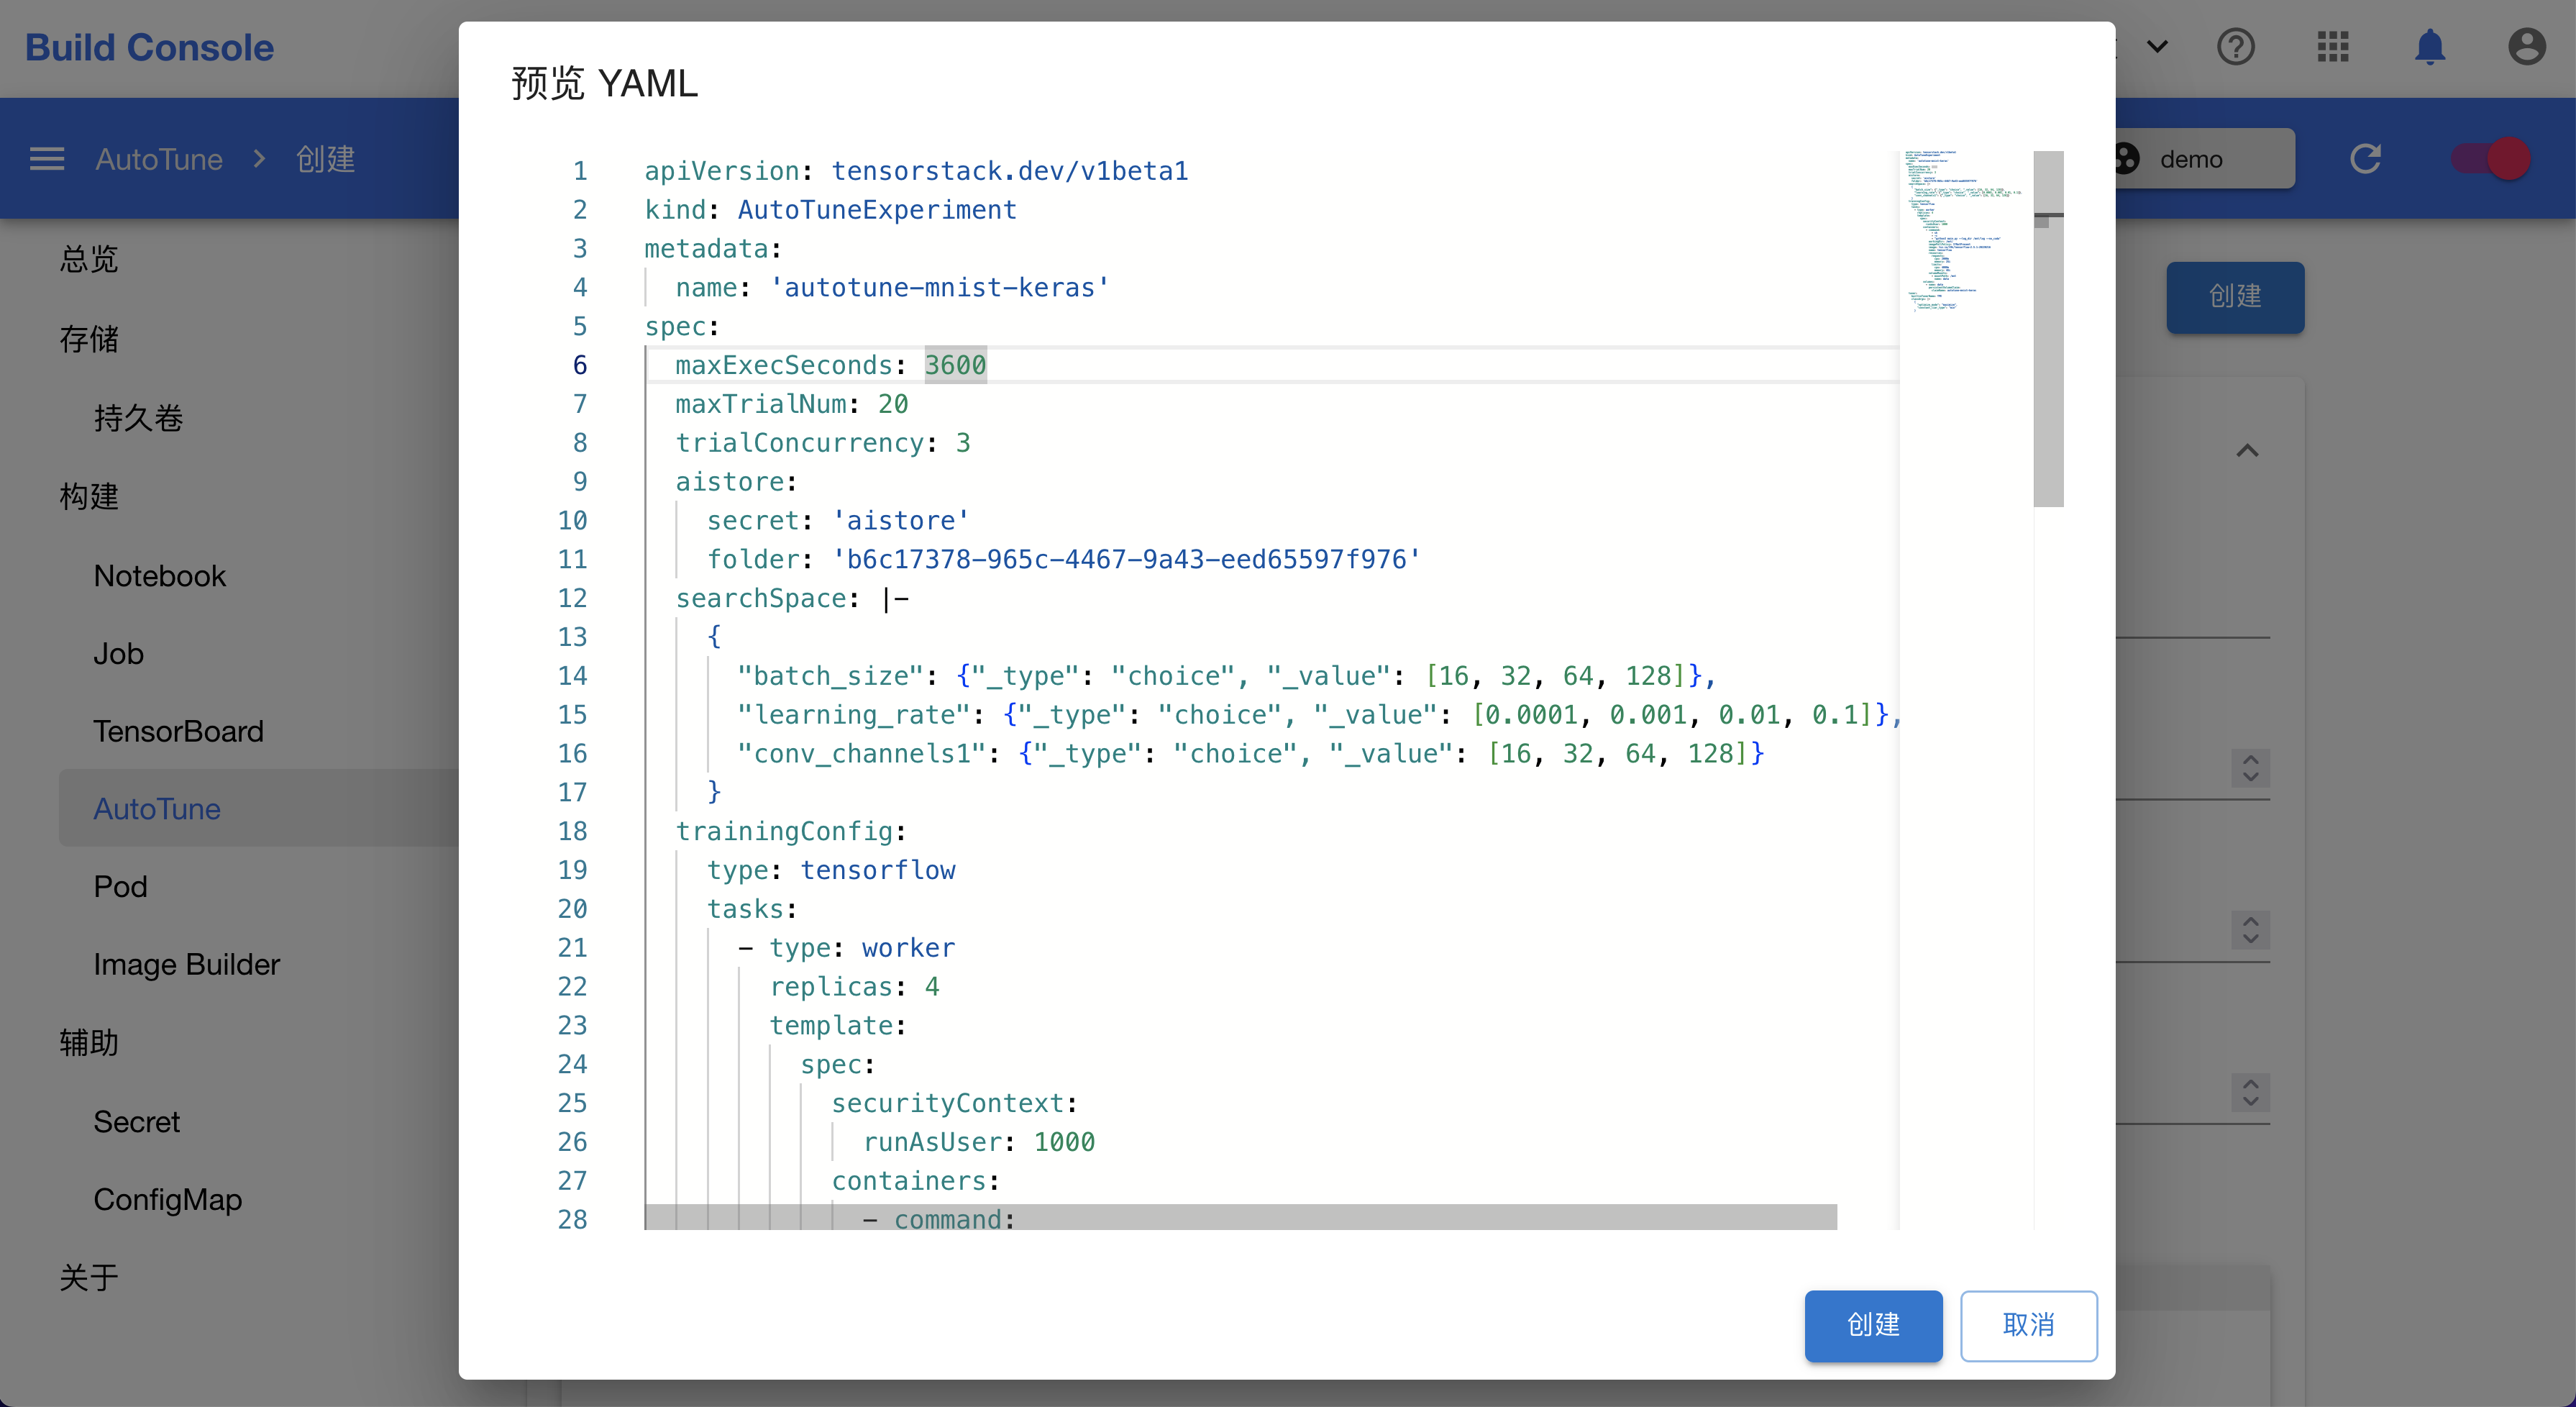 Build Console
AutoTune > 创建
demo
总览
存储
持久卷
构建
Notebook
Job
TensorBoard
AutoTune
Pod
Image Builder
辅助
Secret
ConfigMap
关于
创建
预览 YAML
1 apiVersion: tensorstack.dev/v1beta1
2 kind: AutoTuneExperiment
3 metadata:
4 name: 'autotune-mnist-keras'
5 spec:
6 maxExecSeconds: 3600
7 maxTrialNum: 20
8 trialConcurrency: 3
9 aistore:
10 secret: 'aistore'
11 folder: 'b6c17378-965c-4467-9a43-eed65597f976'
12 searchSpace: |-
13 {
14 "batch_size": {"_type": "choice", "_value": [16, 32, 64, 128]},
15 "learning_rate": {"_type": "choice", "_value": [0.0001, 0.001, 0.01, 0.1]},
16 "conv_channels1": {"_type": "choice", "_value": [16, 32, 64, 128]}
17 }
18 trainingConfig:
19 type: tensorflow
20 tasks:
21 - type: worker
22 replicas: 4
23 template:
24 spec:
25 securityContext:
26 runAsUser: 1000
27 containers:
28 - command:
创建
取消